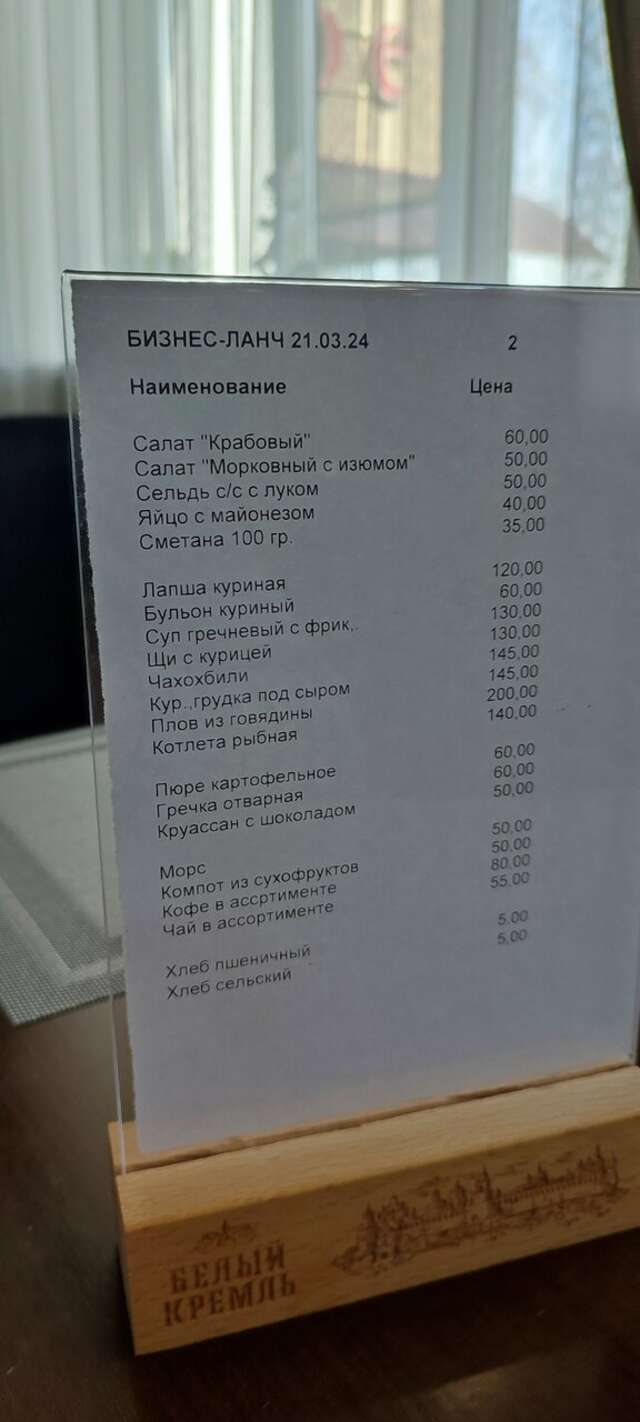 БИЗНЕС-ЛАНЧ 21.03.24 2
Наименование Цена
Салат "Крабовый" 60,00
Салат "Морковный с изюмом" 50,00
Сельдь с/с с луком 50,00
Яйцо с майонезом 40,00
Сметана 100 гр. 35,00
Лапша куриная 120,00
Бульон куриный 60,00
Суп гречневый с фрик,. 130,00
Щи с курицей 130,00
Чахохбили 145,00
Кур.,грудка под сыром 145,00
Плов из говядины 200,00
Котлета рыбная 140,00
Пюре картофельное 60,00
Гречка отварная 60,00
Круассан с шоколадом 50,00
Морс 50,00
Компот из сухофруктов 50,00
Кофе в ассртименте 80,00
Чай в ассортименте 55,00
Хлеб пшеничный 5,00
Хлеб сельский 5,00
БЕЛЫЙ
КРЕМЛЬ